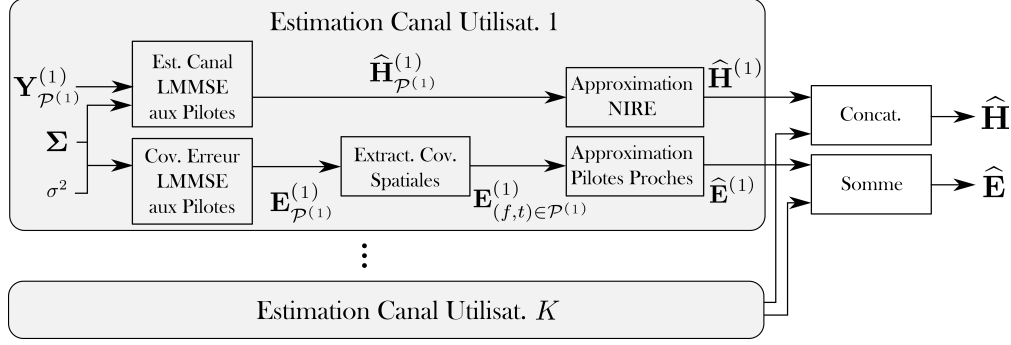 Estimation Canal Utilisat. 1
Y^(1)_P^(1)
Σ
σ²
Est. Canal
LMMSE
aux Pilotes
Ĥ^(1)_P^(1)
Approximation
NIRE
Ĥ^(1)
Cov. Erreur
LMMSE
aux Pilotes
E^(1)_P^(1)
Extract. Cov.
Spatiales
E^(1)_(f,t)∈P^(1)
Approximation
Pilotes Proches
Ê^(1)
Concat.
Ĥ
Somme
Ê
⋮
Estimation Canal Utilisat. K